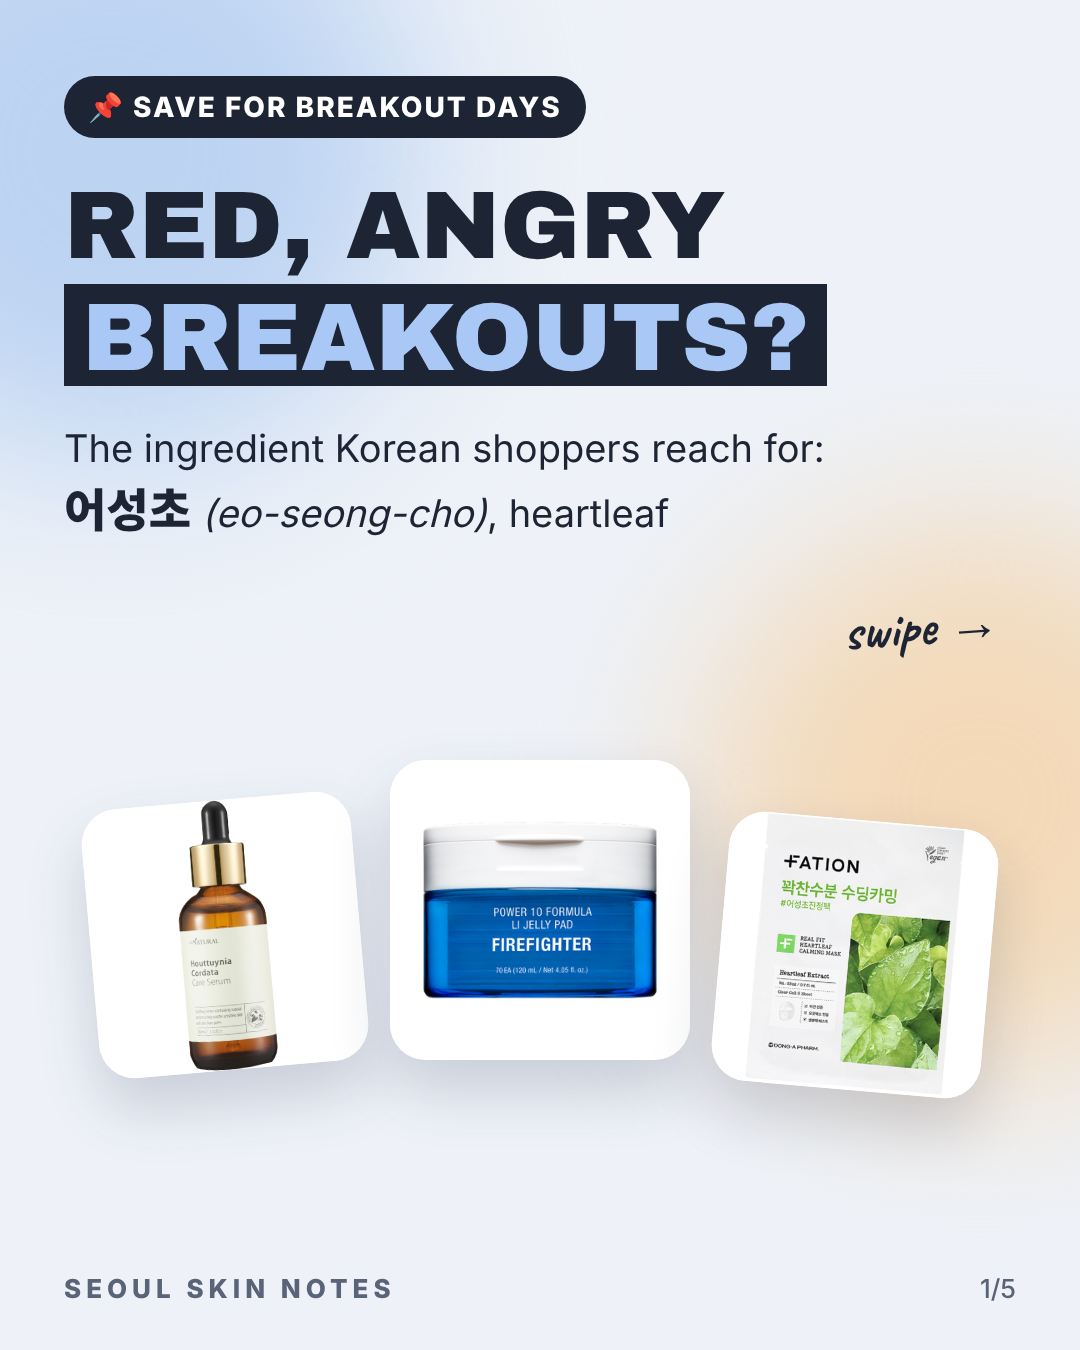 📌 SAVE FOR BREAKOUT DAYS
RED, ANGRY
BREAKOUTS?
The ingredient Korean shoppers reach for:
어성초 (eo-seong-cho), heartleaf
swipe →
Houttuynia
Cordata
Care Serum
POWER 10 FORMULA
LI JELLY PAD
FIREFIGHTER
70 EA (120 mL / Net 4.05 fl. oz.)
FATION
꽉찬수분 수딩카밍
#어성초진정팩
REAL FIT
HEARTLEAF
CALMING MASK
Heartleaf Extract
DONG-A PHARM.
SEOUL SKIN NOTES
1/5